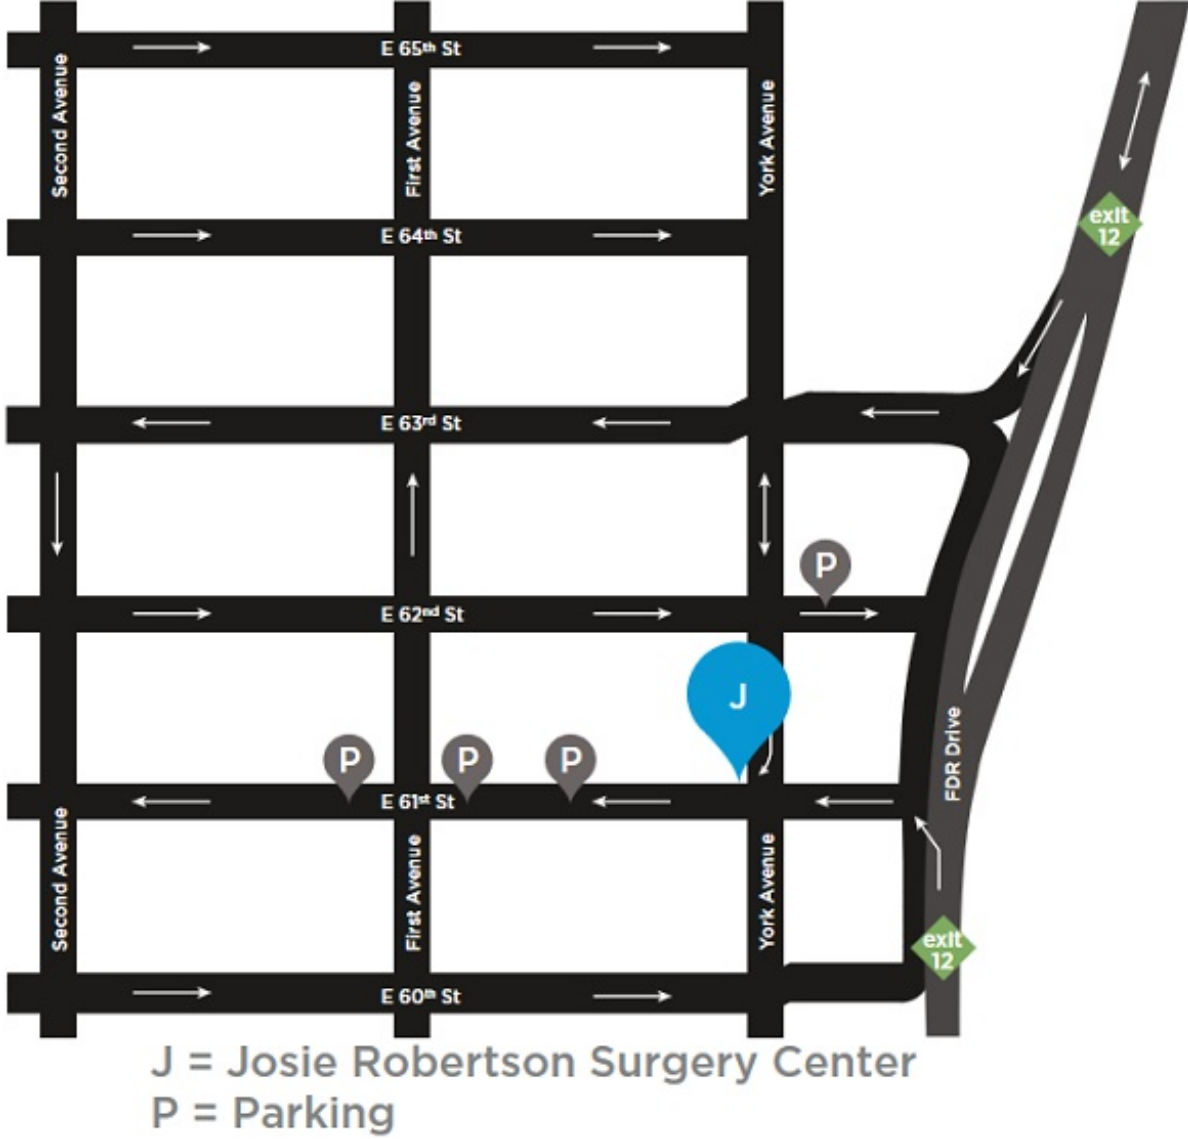 E 65th St
Second Avenue
First Avenue
York Avenue
exit
12
E 64th St
E 63rd St
P
E 62nd St
J
P
P
P
FDR Drive
E 61st St
Second Avenue
First Avenue
York Avenue
exit
12
E 60th St
J = Josie Robertson Surgery Center
P = Parking